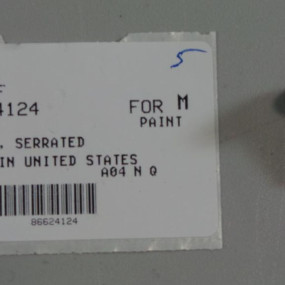 5
4124 FOR M
PAINT
, SERRATED
IN UNITED STATES
A04 N Q
86624124